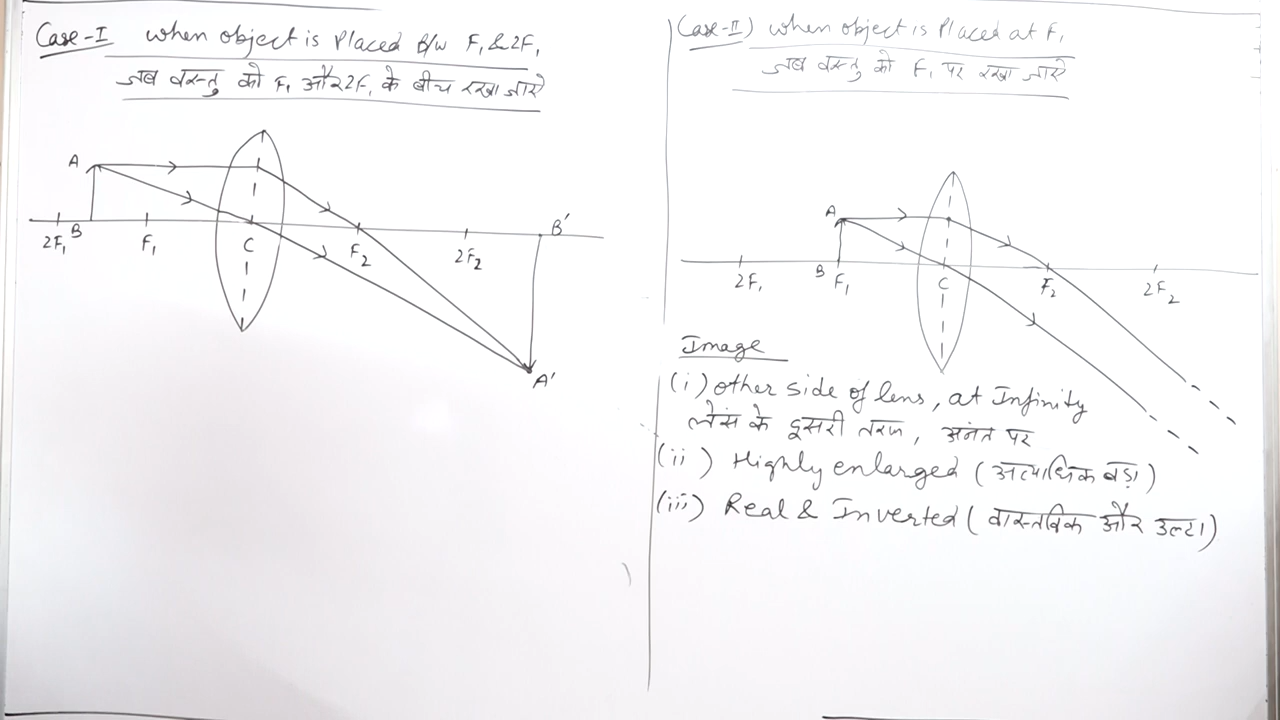 Case-I when object is Placed B/w F₁ & 2F₁
जब वस्तु को F₁ और 2F₁ के बीच रखा जाये
A
B'
2F₁ B F₁ C F₂ 2F₂
A'
Case-II) when object is Placed at F₁
जब वस्तु को F₁ पर रखा जाये
A
2F₁ B F₁ C F₂ 2F₂
Image
(i) other side of lens, at Infinity
लेंस के दूसरी तरफ, अनंत पर
(ii) Highly enlarged (अत्याधिक बड़ा)
(iii) Real & Inverted (वास्तविक और उल्टा)